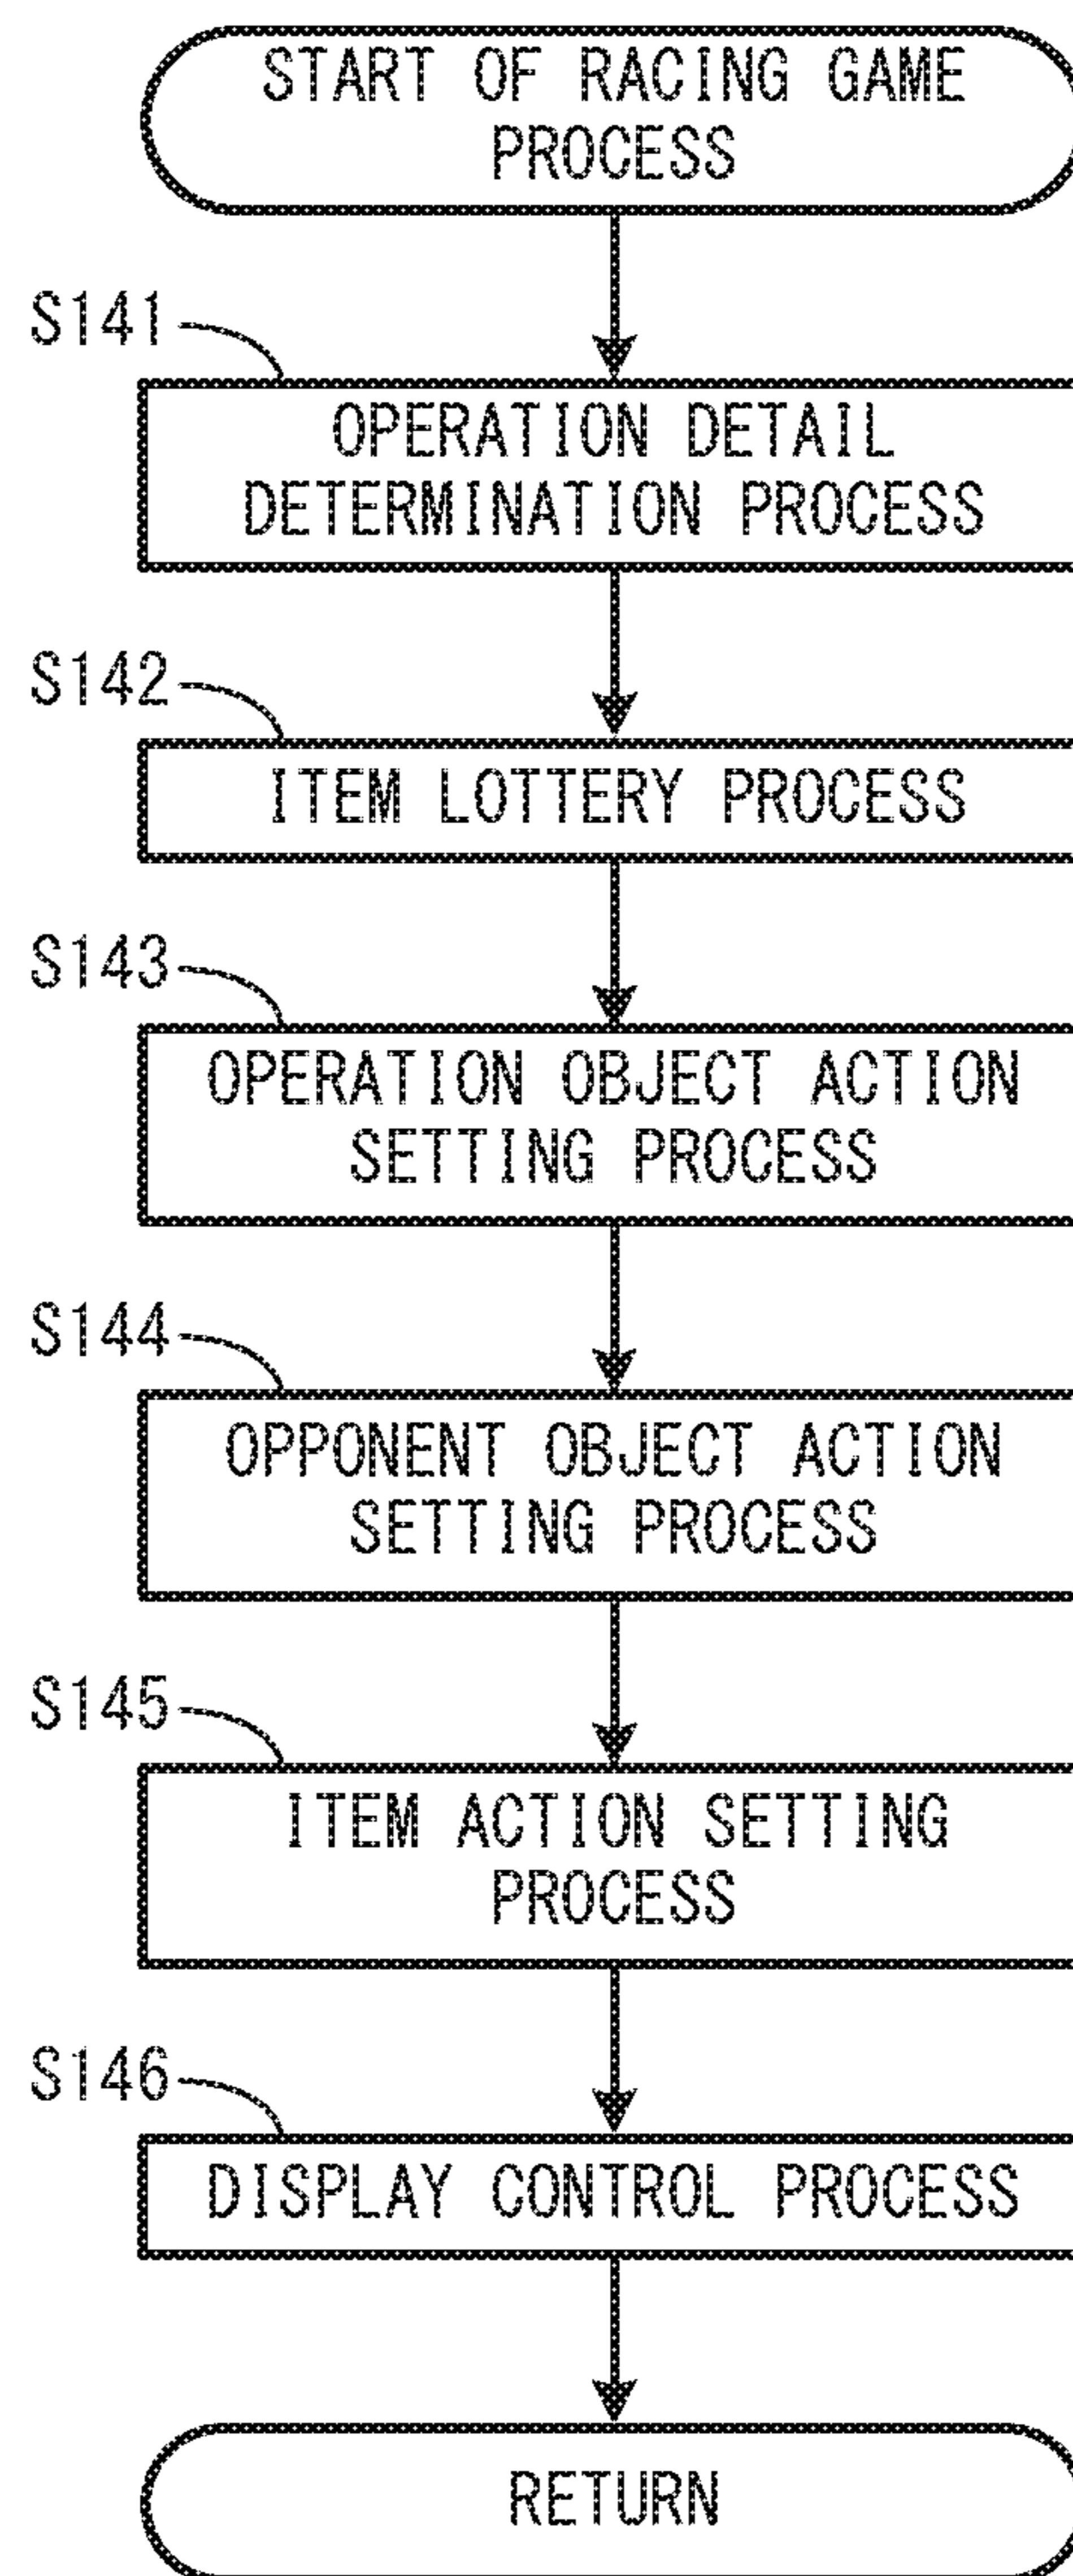 START OF RACING GAME
PROCESS
S141
OPERATION DETAIL
DETERMINATION PROCESS
S142
ITEM LOTTERY PROCESS
S143
OPERATION OBJECT ACTION
SETTING PROCESS
S144
OPPONENT OBJECT ACTION
SETTING PROCESS
S145
ITEM ACTION SETTING
PROCESS
S146
DISPLAY CONTROL PROCESS
RETURN